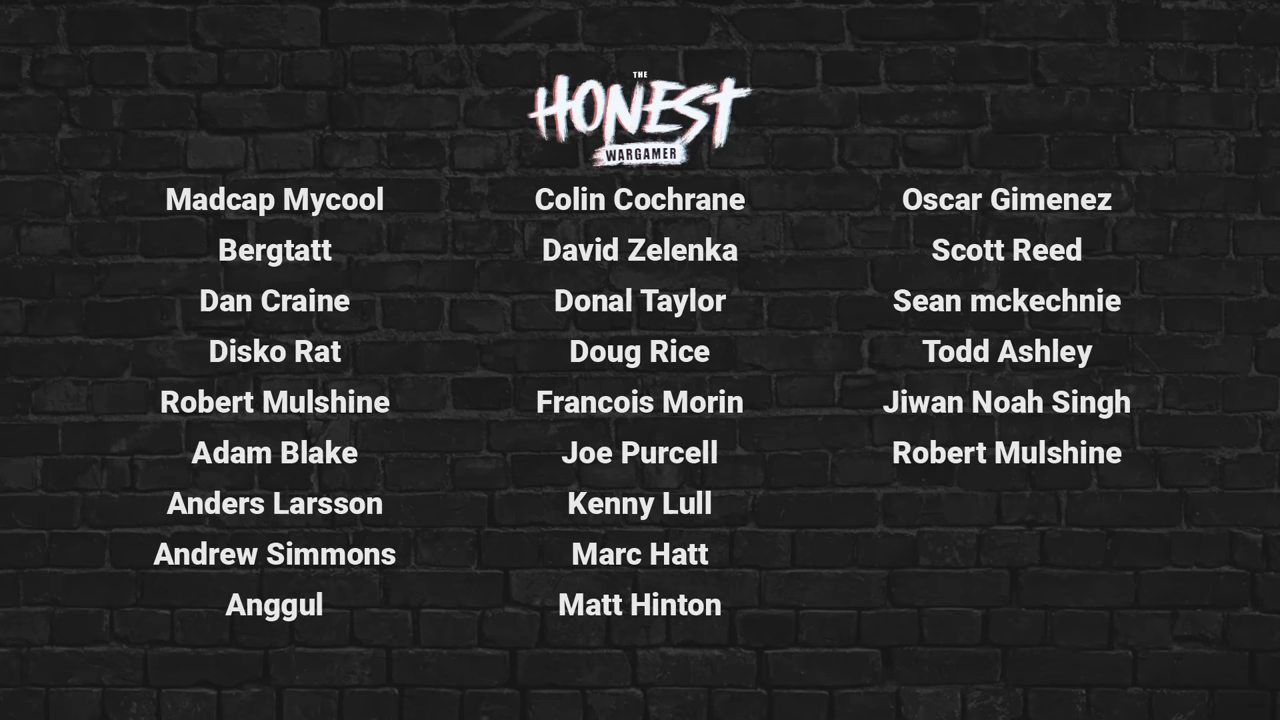 THE
HONEST
WARGAMER
Madcap Mycool
Bergtatt
Dan Craine
Disko Rat
Robert Mulshine
Adam Blake
Anders Larsson
Andrew Simmons
Anggul
Colin Cochrane
David Zelenka
Donal Taylor
Doug Rice
Francois Morin
Joe Purcell
Kenny Lull
Marc Hatt
Matt Hinton
Oscar Gimenez
Scott Reed
Sean mckechnie
Todd Ashley
Jiwan Noah Singh
Robert Mulshine